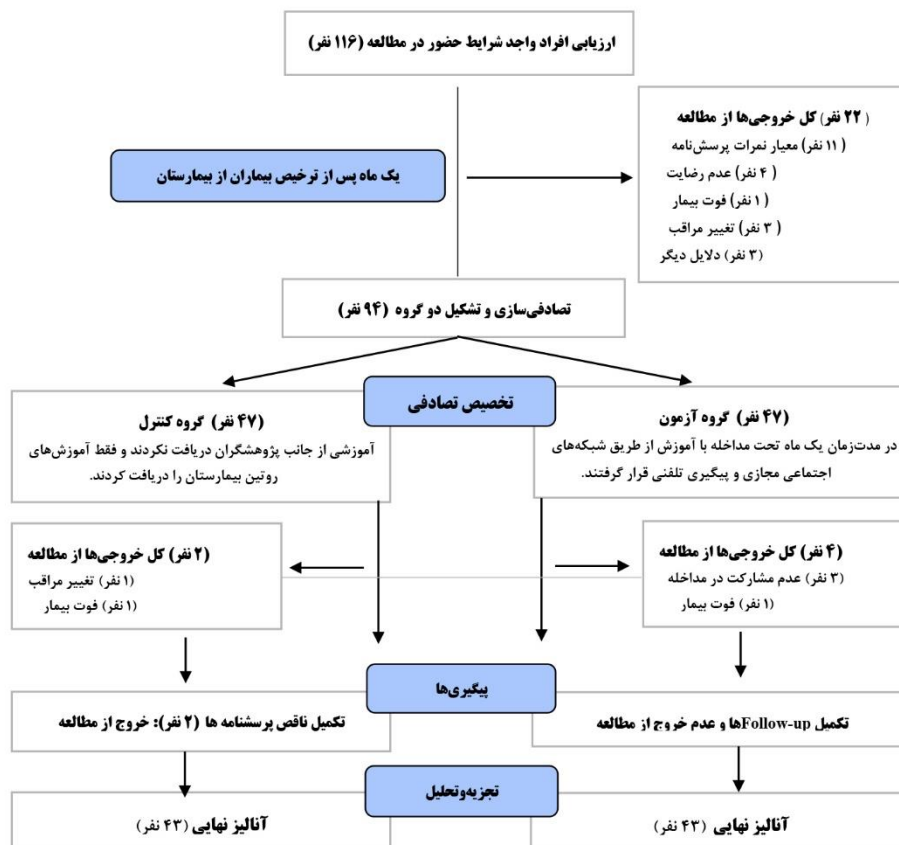 ارزیابی افراد واجد شرایط حضور در مطالعه (۱۱۶ نفر)
(۲۲ نفر) کل خروجی‌ها از مطالعه
(۱۱ نفر) معیار نمرات پرسش‌نامه
(۴ نفر) عدم رضایت
(۱ نفر) فوت بیمار
(۳ نفر) تغییر مراقب
(۳ نفر) دلایل دیگر
یک ماه پس از ترخیص بیماران از بیمارستان
تصادفی‌سازی و تشکیل دو گروه (۹۴ نفر)
تخصیص تصادفی
(۴۷ نفر) گروه آزمون
در مدت‌زمان یک ماه تحت مداخله با آموزش از طریق شبکه‌های
اجتماعی مجازی و پیگیری تلفنی قرار گرفتند.
(۴۷ نفر) گروه کنترل
آموزشی از جانب پژوهشگران دریافت نکردند و فقط آموزش‌های
روتین بیمارستان را دریافت کردند.
(۴ نفر) کل خروجی‌ها از مطالعه
(۳ نفر) عدم مشارکت در مداخله
(۱ نفر) فوت بیمار
(۲ نفر) کل خروجی‌ها از مطالعه
(۱ نفر) تغییر مراقب
(۱ نفر) فوت بیمار
پیگیری‌ها
تکمیل Follow-upها و عدم خروج از مطالعه
تکمیل ناقص پرسشنامه ها (۲ نفر): خروج از مطالعه
تجزیه‌وتحلیل
آنالیز نهایی (۴۳ نفر)
آنالیز نهایی (۴۳ نفر)